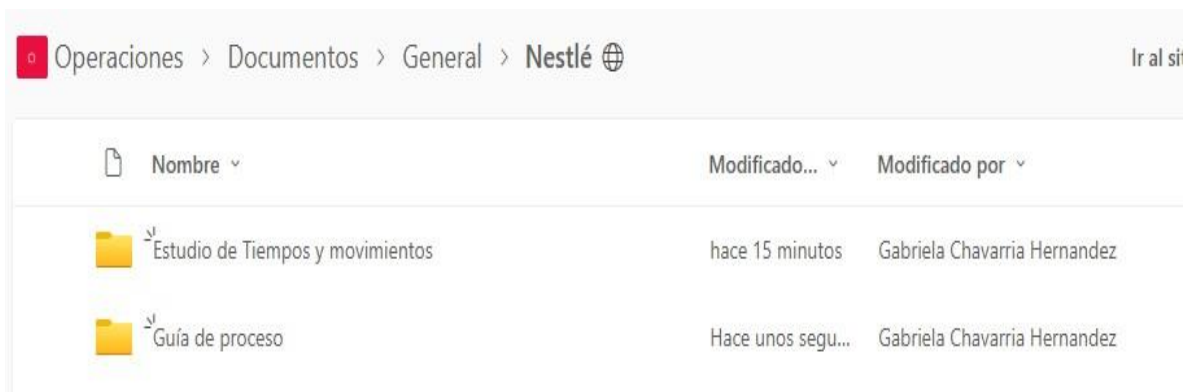 Operaciones > Documentos > General > Nestlé Ir al sit
Nombre Modificado... Modificado por
Estudio de Tiempos y movimientos hace 15 minutos Gabriela Chavarria Hernandez
Guía de proceso Hace unos segu... Gabriela Chavarria Hernandez